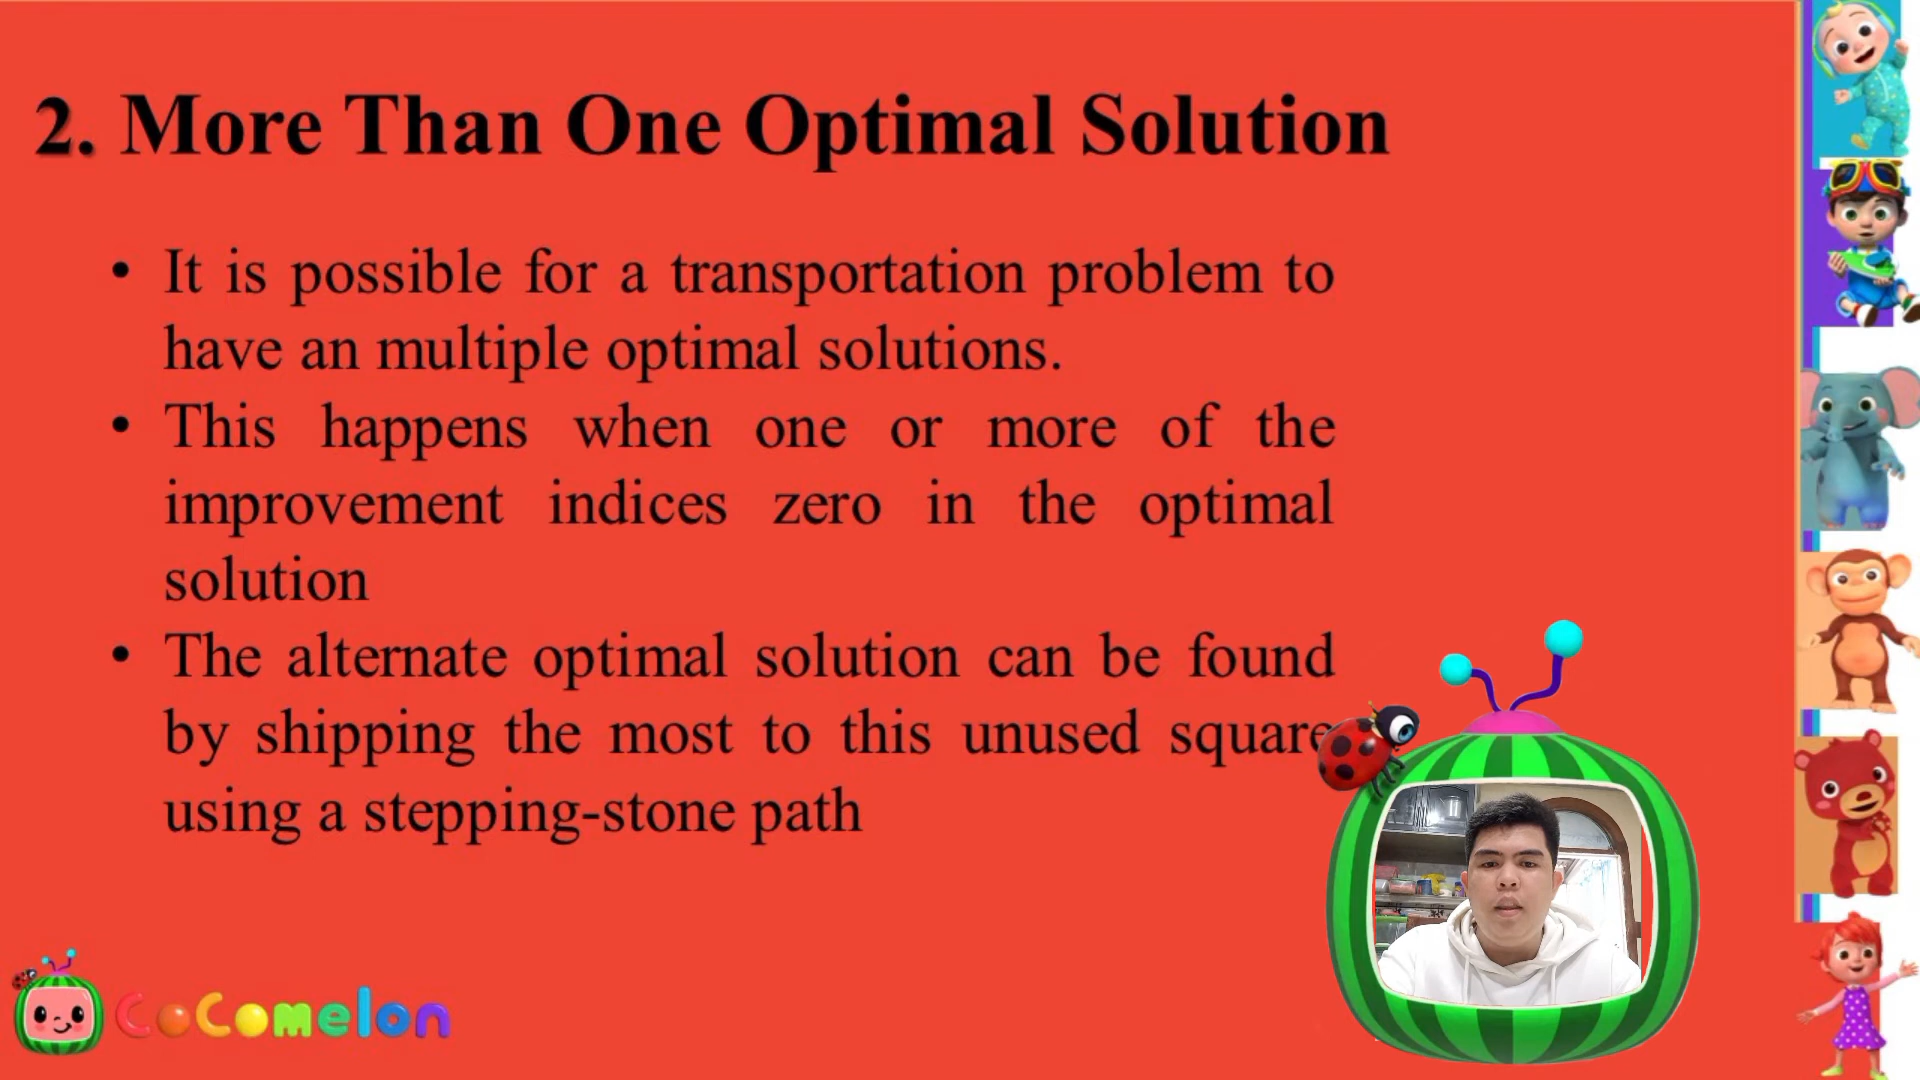 2. More Than One Optimal Solution
• It is possible for a transportation problem to
have an multiple optimal solutions.
• This happens when one or more of the
improvement indices zero in the optimal
solution
• The alternate optimal solution can be found
by shipping the most to this unused square
using a stepping-stone path
CoComelon